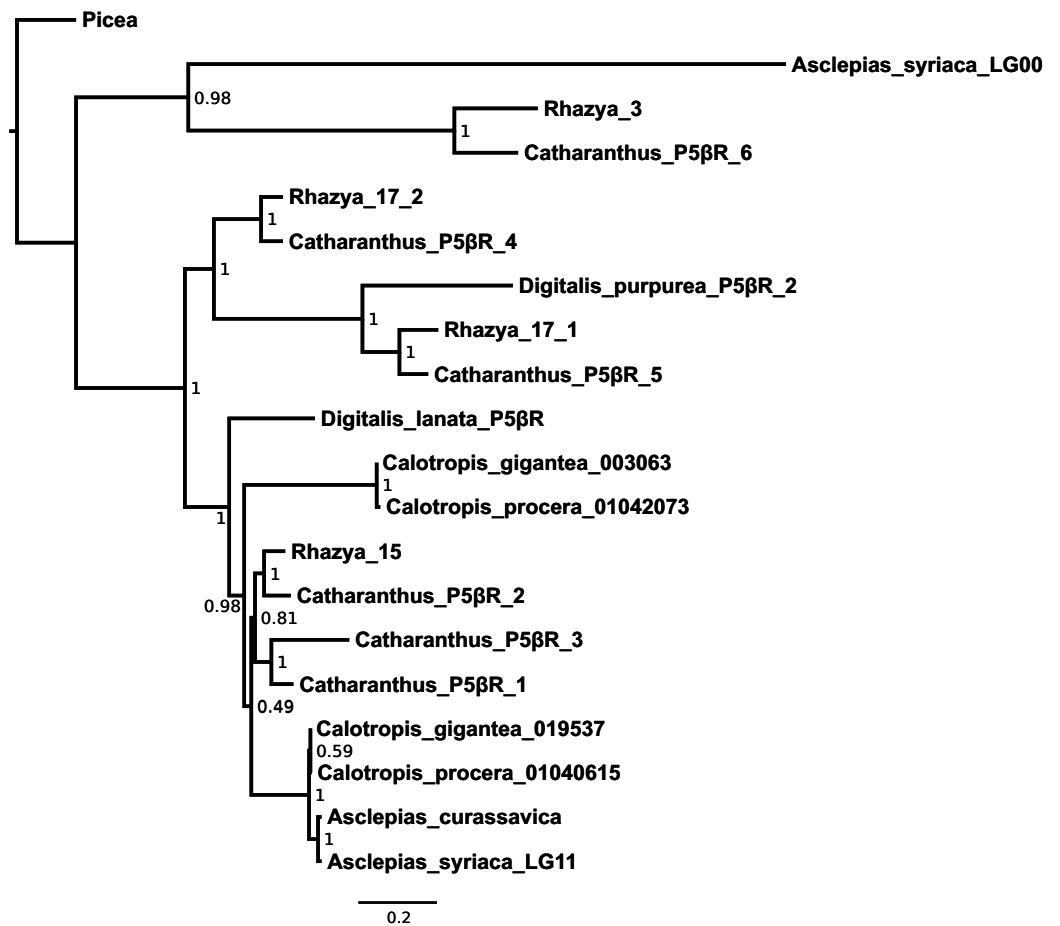 Picea
Asclepias_syriaca_LG00
0.98
Rhazya_3
1
Catharanthus_P5βR_6
Rhazya_17_2
1
Catharanthus_P5βR_4
1
Digitalis_purpurea_P5βR_2
1
Rhazya_17_1
1
Catharanthus_P5βR_5
1
Digitalis_lanata_P5βR
Calotropis_gigantea_003063
1
Calotropis_procera_01042073
1
Rhazya_15
1
Catharanthus_P5βR_2
0.98
0.81
Catharanthus_P5βR_3
1
Catharanthus_P5βR_1
0.49
Calotropis_gigantea_019537
0.59
Calotropis_procera_01040615
1
Asclepias_curassavica
1
Asclepias_syriaca_LG11
0.2